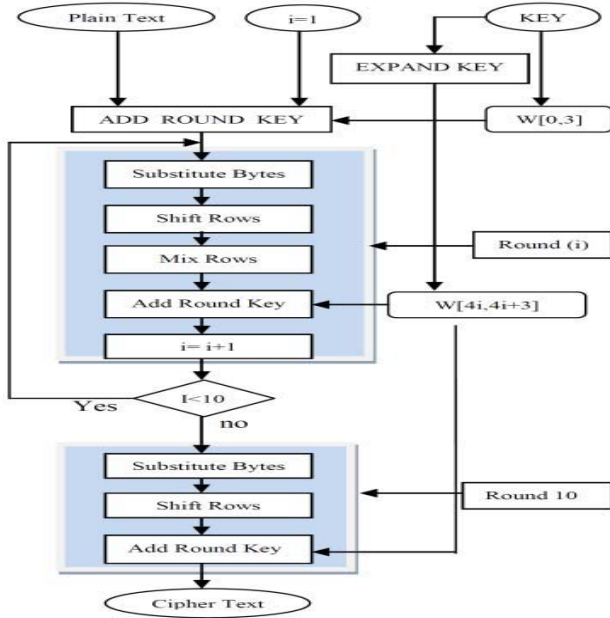 Plain Text
i=1
KEY
EXPAND KEY
ADD ROUND KEY
W[0,3]
Substitute Bytes
Shift Rows
Mix Rows
Round (i)
Add Round Key
W[4i,4i+3]
i= i+1
I<10
Yes
no
Substitute Bytes
Shift Rows
Round 10
Add Round Key
Cipher Text